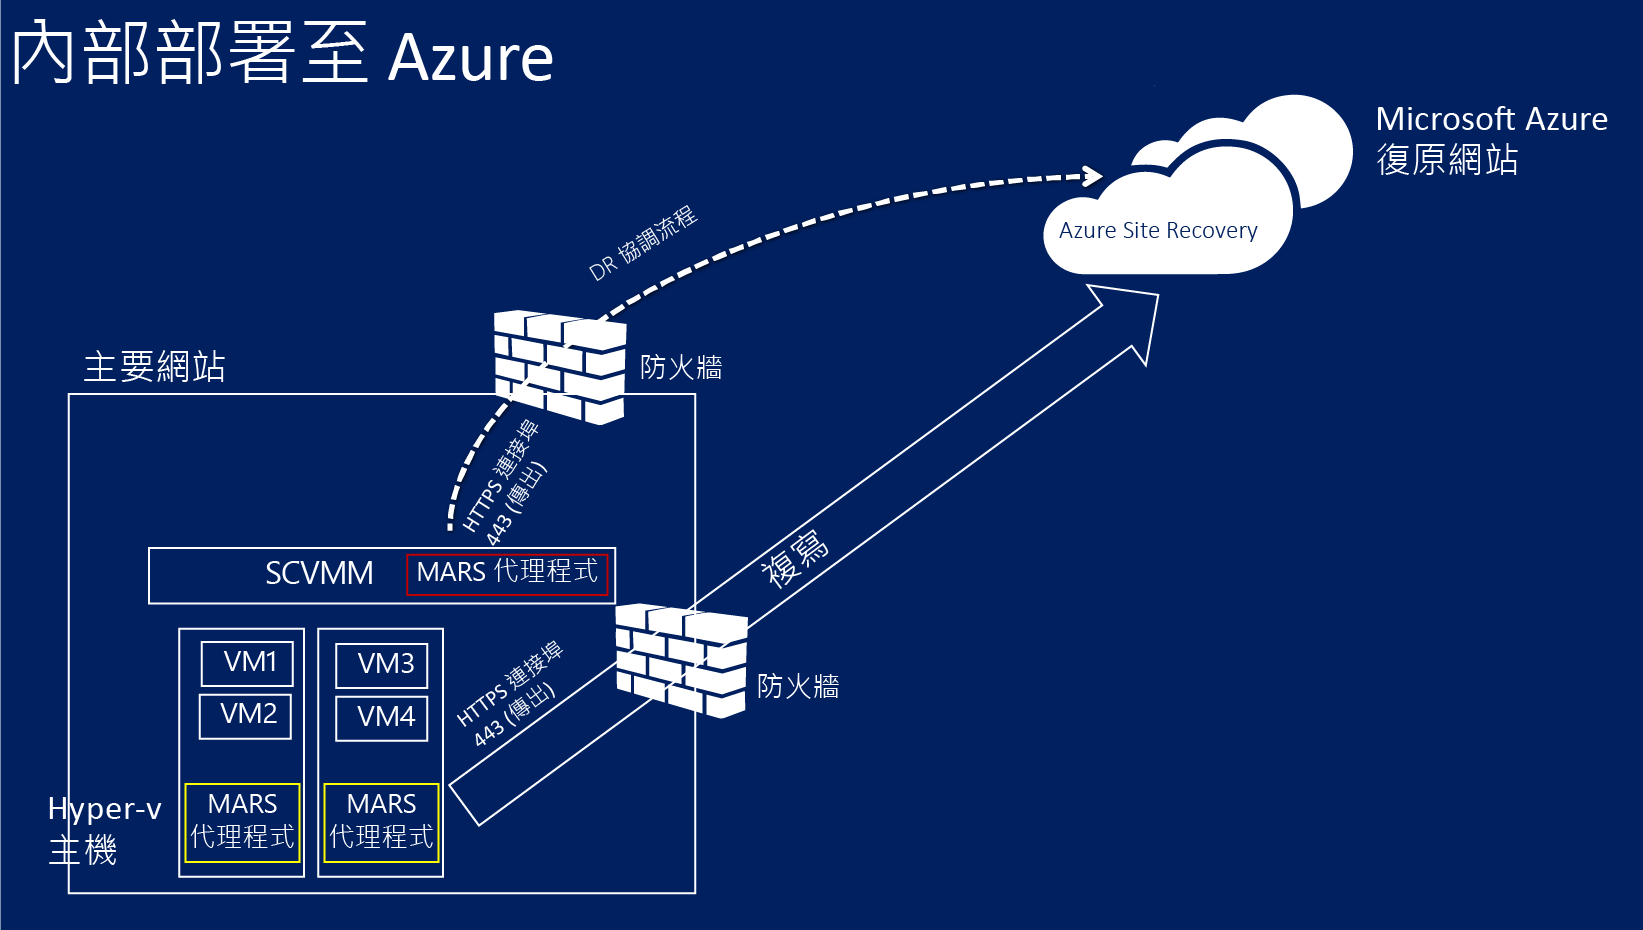 內部部署至 Azure
Microsoft Azure
復原網站
Azure Site Recovery
DR 協調流程
防火牆
主要網站
HTTPS 連接埠
443 (傳出)
SCVMM
MARS 代理程式
複寫
防火牆
HTTPS 連接埠
443 (傳出)
VM1
VM2
VM3
VM4
Hyper-v
主機
MARS
代理程式
MARS
代理程式